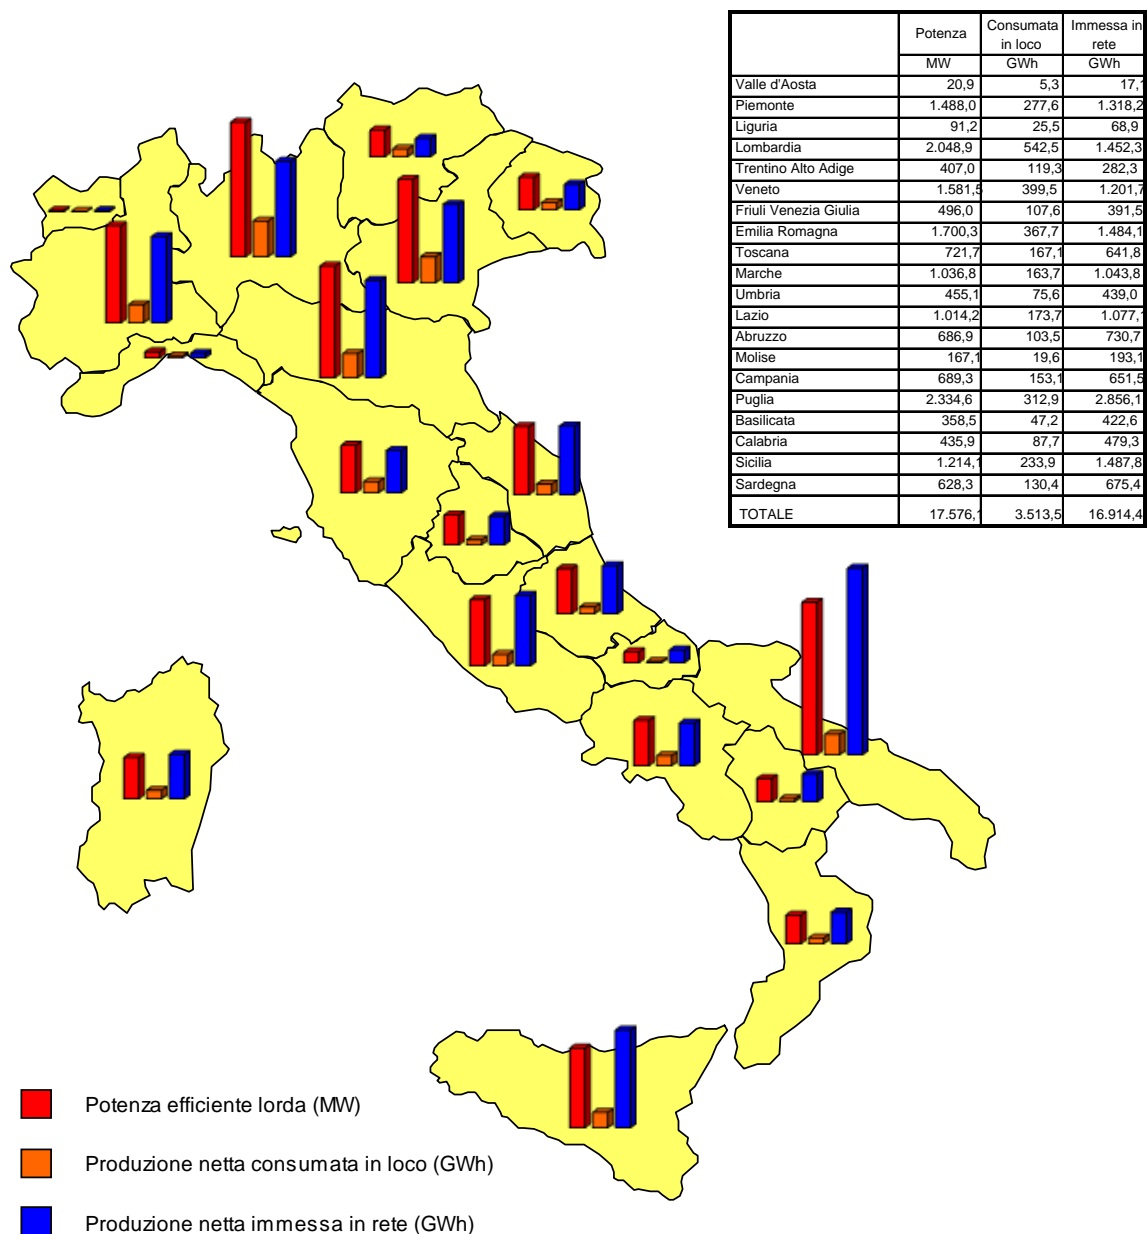 Potenza Consumata in loco Immessa in rete
MW GWh GWh
Valle d'Aosta 20,9 5,3 17,1
Piemonte 1.488,0 277,6 1.318,2
Liguria 91,2 25,5 68,9
Lombardia 2.048,9 542,5 1.452,3
Trentino Alto Adige 407,0 119,3 282,3
Veneto 1.581,5 399,5 1.201,7
Friuli Venezia Giulia 496,0 107,6 391,5
Emilia Romagna 1.700,3 367,7 1.484,1
Toscana 721,7 167,1 641,8
Marche 1.036,8 163,7 1.043,8
Umbria 455,1 75,6 439,0
Lazio 1.014,2 173,7 1.077,1
Abruzzo 686,9 103,5 730,7
Molise 167,1 19,6 193,1
Campania 689,3 153,1 651,5
Puglia 2.334,6 312,9 2.856,1
Basilicata 358,5 47,2 422,6
Calabria 435,9 87,7 479,3
Sicilia 1.214,1 233,9 1.487,8
Sardegna 628,3 130,4 675,4
TOTALE 17.576,1 3.513,5 16.914,4
Potenza efficiente lorda (MW)
Produzione netta consumata in loco (GWh)
Produzione netta immessa in rete (GWh)